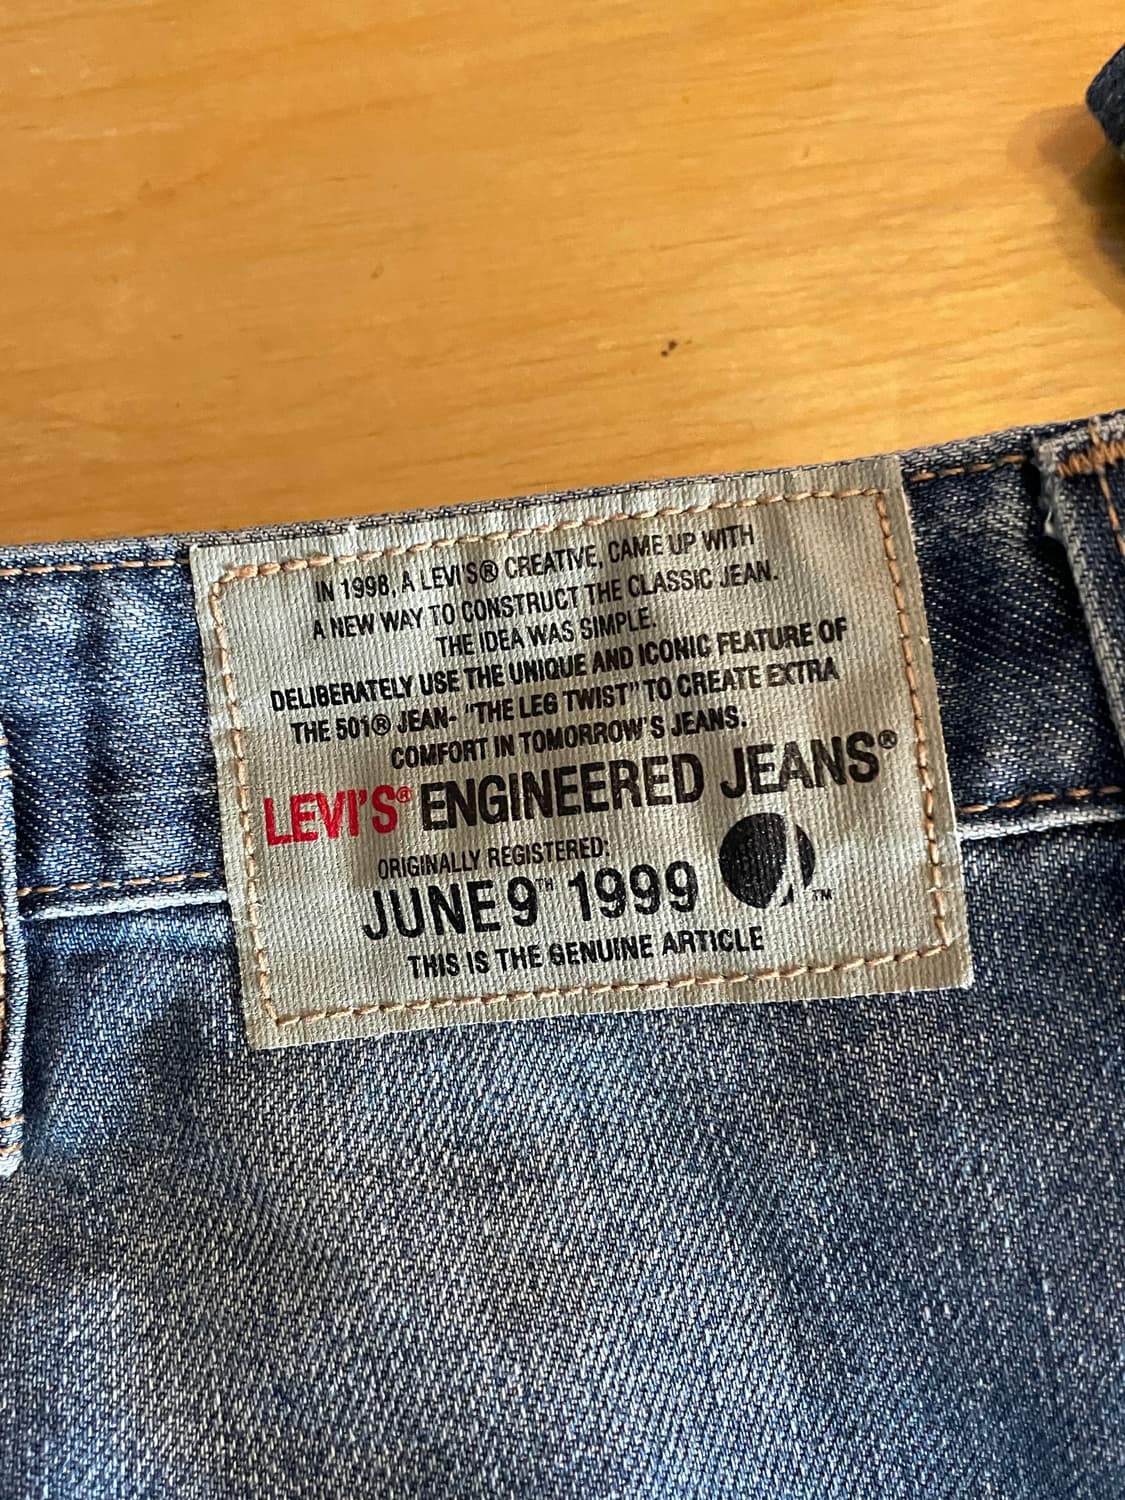 IN 1998, A LEVI'S® CREATIVE, CAME UP WITH
A NEW WAY TO CONSTRUCT THE CLASSIC JEAN.
THE IDEA WAS SIMPLE.
DELIBERATELY USE THE UNIQUE AND ICONIC FEATURE OF
THE 501® JEAN- "THE LEG TWIST" TO CREATE EXTRA
COMFORT IN TOMORROW'S JEANS.
LEVI'S® ENGINEERED JEANS®
ORIGINALLY REGISTERED:
JUNE 9TH 1999
TM
THIS IS THE GENUINE ARTICLE